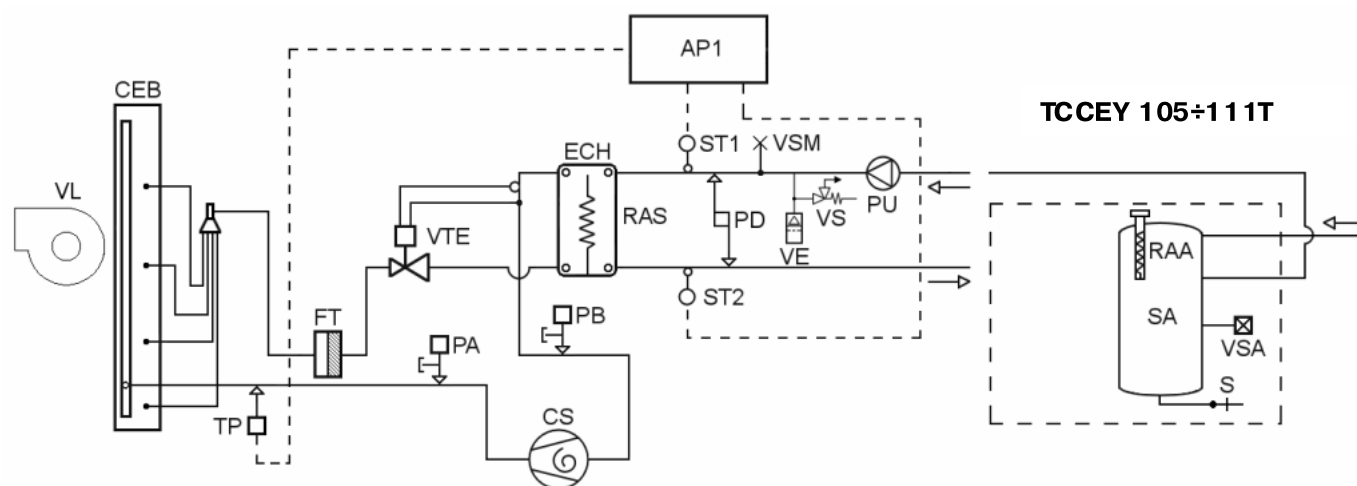 AP1
TCCEY 105÷111T
CEB
ST1
VSM
ECH
VL
RAS
PD
VS
PU
VTE
VE
RAA
ST2
SA
FT
PB
PA
VSA
S
TP
CS